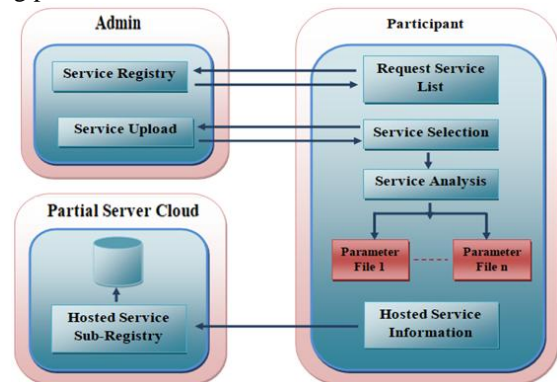 Admin
Service Registry
Service Upload
Participant
Request Service
List
Service Selection
Service Analysis
Parameter
File 1
Parameter
File n
Hosted Service
Information
Partial Server Cloud
Hosted Service
Sub-Registry